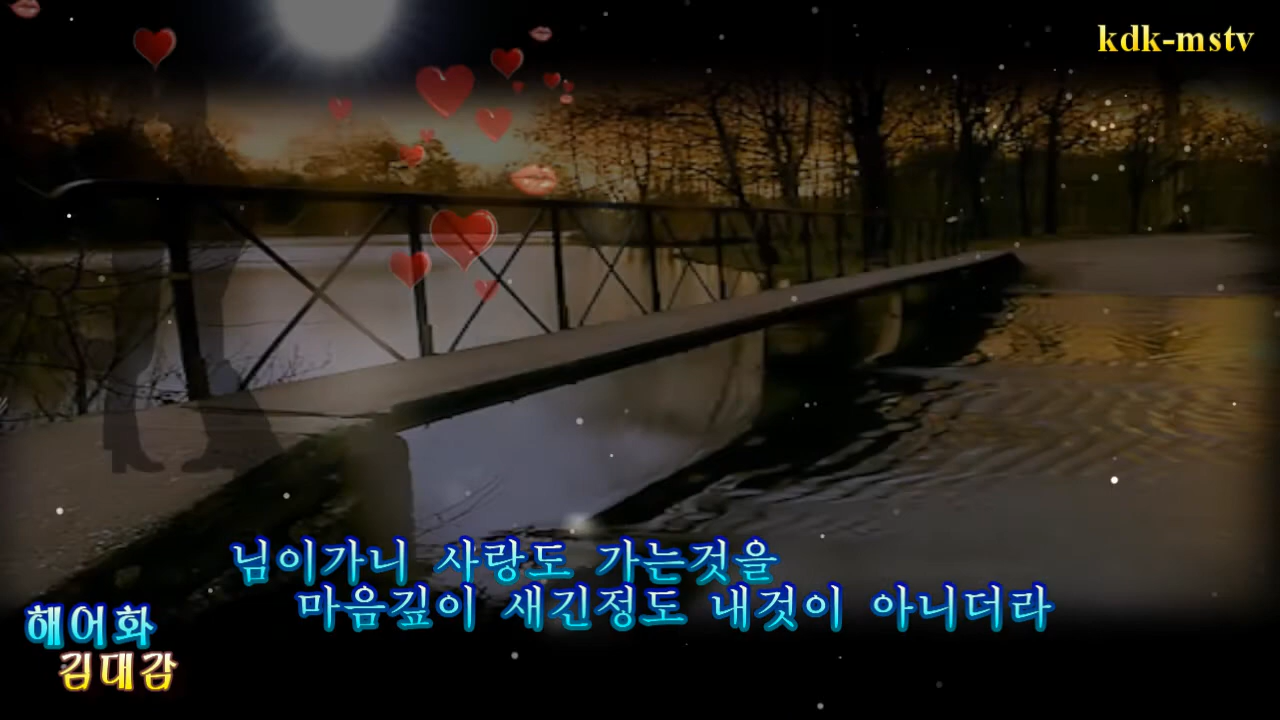 kdk-mstv
님이가니 사랑도 가는것을
마음깊이 새긴정도 내것이 아니더라
해어화
김대감